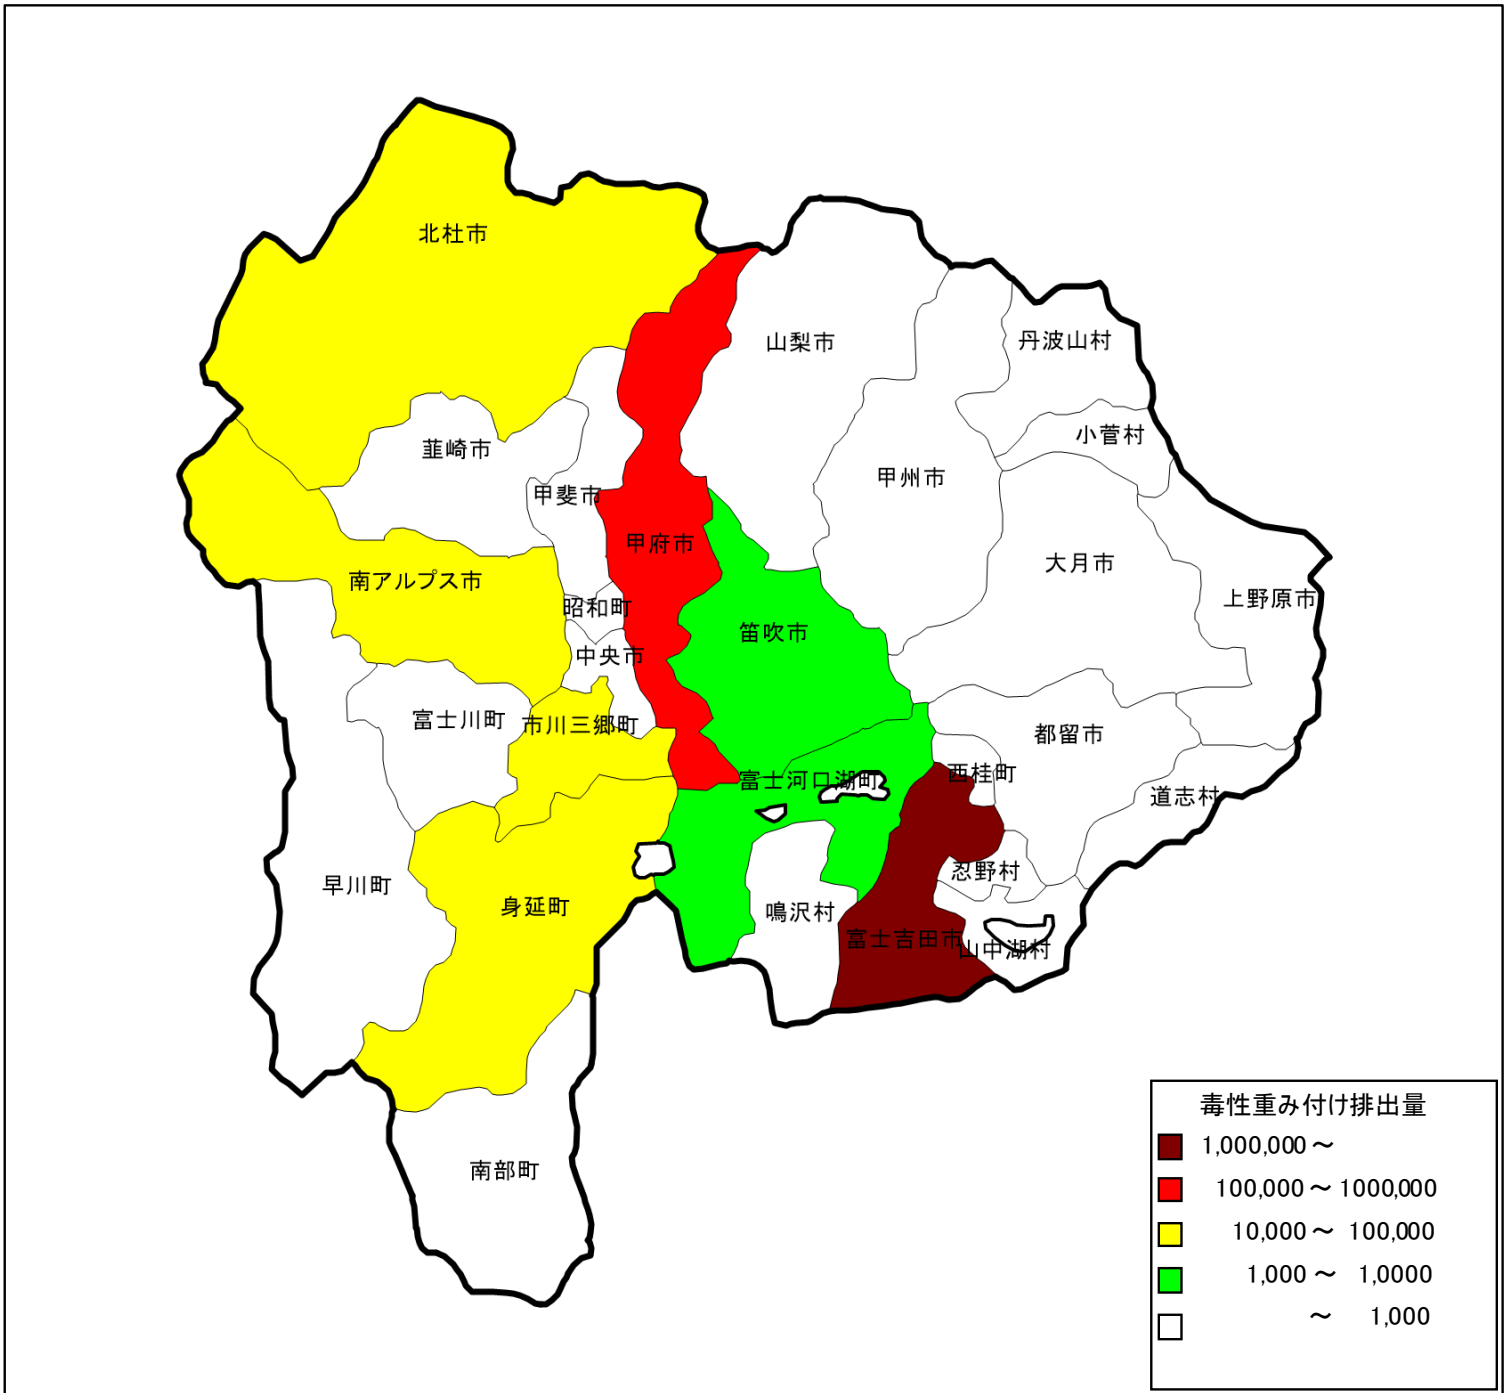 北杜市
山梨市
丹波山村
小菅村
韮崎市
甲州市
甲斐市
甲府市
大月市
南アルプス市
上野原市
昭和町
笛吹市
中央市
富士川町
市川三郷町
都留市
西桂町
富士河口湖町
道志村
忍野村
早川町
身延町
鳴沢村
富士吉田市
山中湖村
南部町
毒性重み付け排出量
1,000,000～
100,000～1000,000
10,000～ 100,000
1,000～ 1,0000
～ 1,000